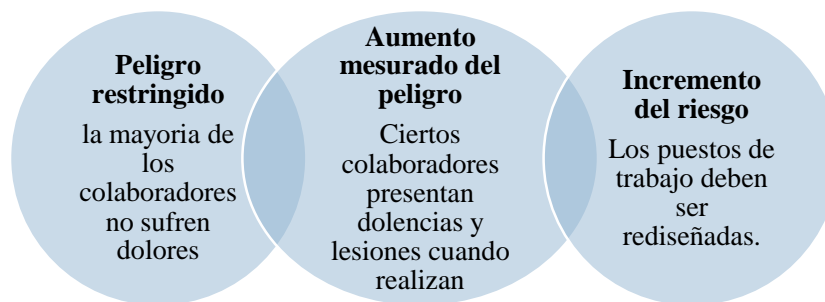 Peligro
restringido
la mayoria de
los
colaboradores
no sufren
dolores
Aumento
mesurado del
peligro
Ciertos
colaboradores
presentan
dolencias y
lesiones cuando
realizan
Incremento
del riesgo
Los puestos de
trabajo deben
ser
rediseñadas.